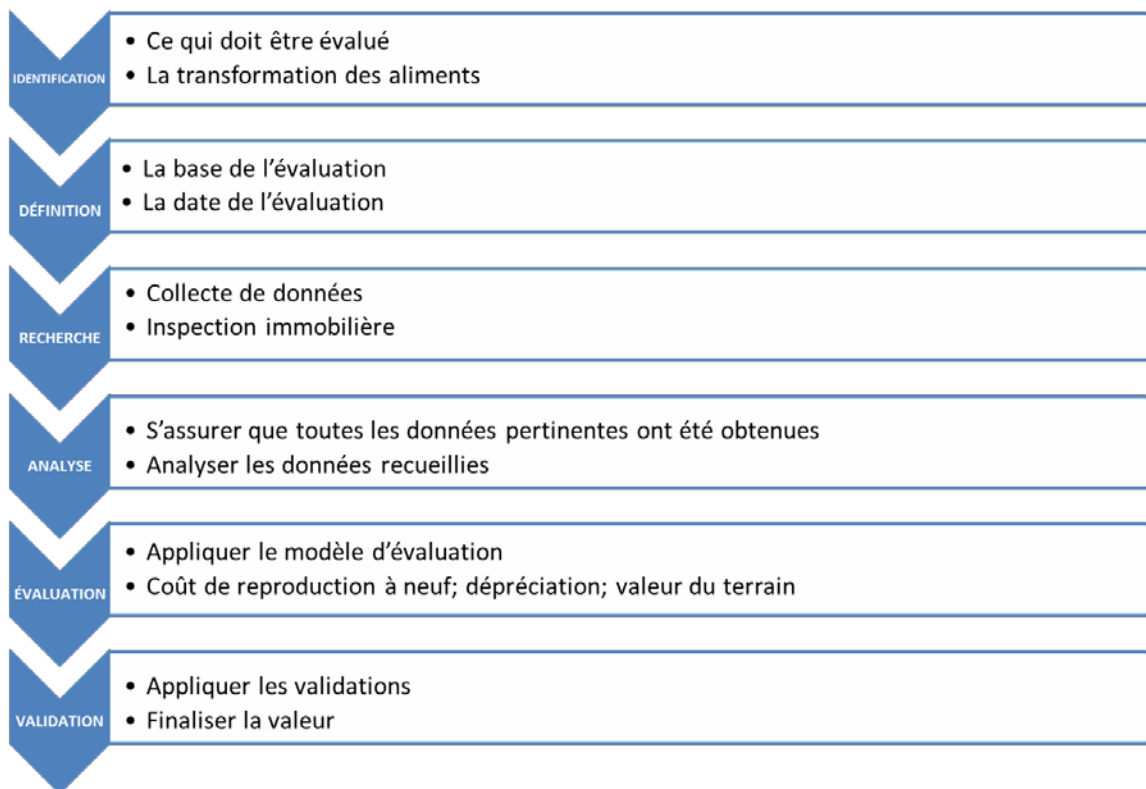 IDENTIFICATION
• Ce qui doit être évalué
• La transformation des aliments
DÉFINITION
• La base de l’évaluation
• La date de l’évaluation
RECHERCHE
• Collecte de données
• Inspection immobilière
ANALYSE
• S’assurer que toutes les données pertinentes ont été obtenues
• Analyser les données recueillies
ÉVALUATION
• Appliquer le modèle d’évaluation
• Coût de reproduction à neuf; dépréciation; valeur du terrain
VALIDATION
• Appliquer les validations
• Finaliser la valeur